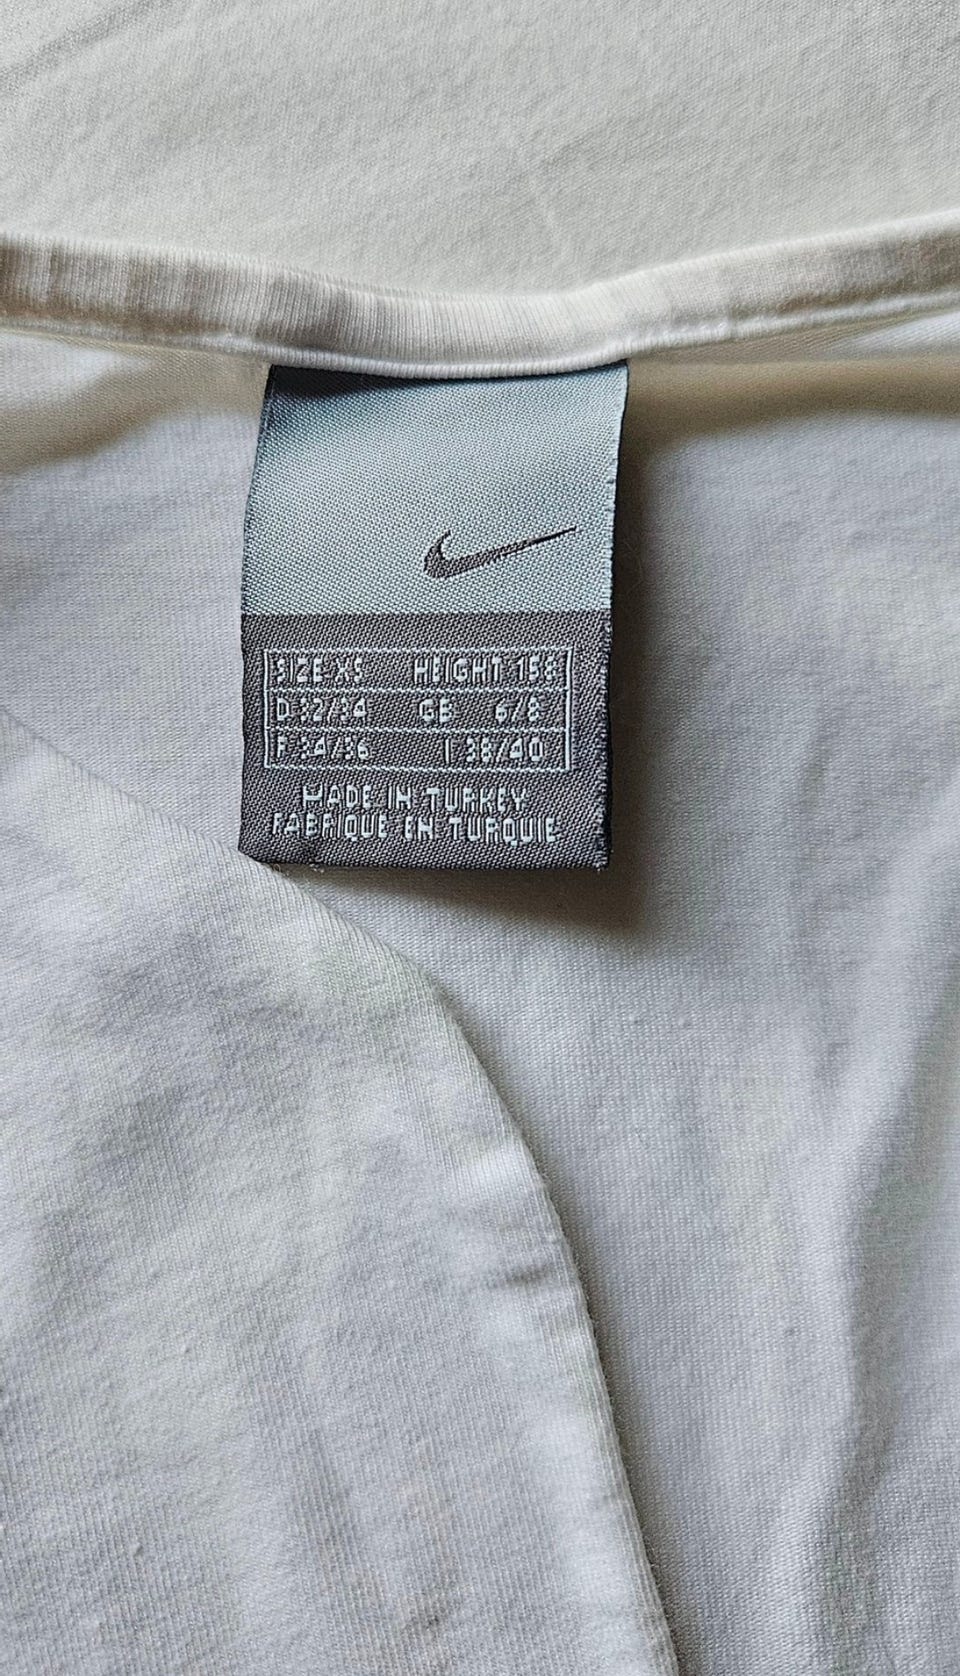 SIZE XS HEIGHT 158
D 32/34 GB 6/8
F 34/36 I 38/40
MADE IN TURKEY
FABRIQUE EN TURQUIE